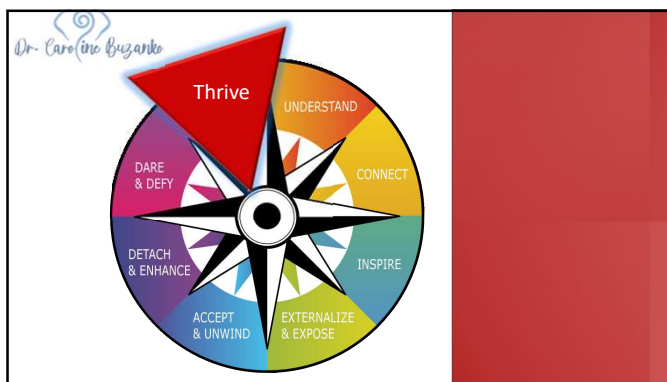 Dr. Caroline Buzanko
Thrive
UNDERSTAND
CONNECT
INSPIRE
EXTERNALIZE
& EXPOSE
ACCEPT
& UNWIND
DETACH
& ENHANCE
DARE
& DEFY